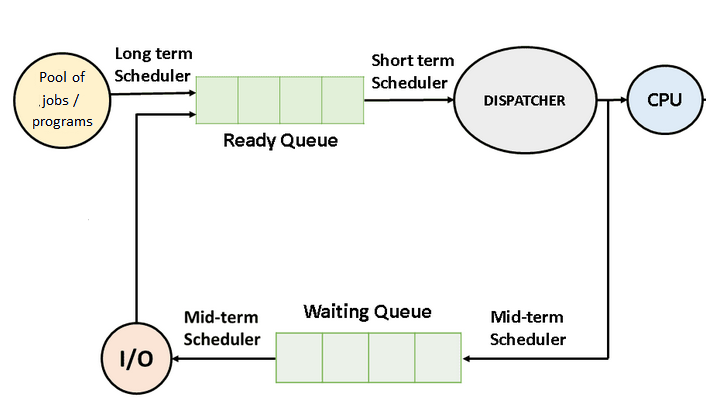 Long term
Scheduler
Pool of
.jobs /
programs
Ready Queue
Short term
Scheduler
DISPATCHER
CPU
Waiting Queue
Mid-term
Scheduler
Mid-term
Scheduler
I/O